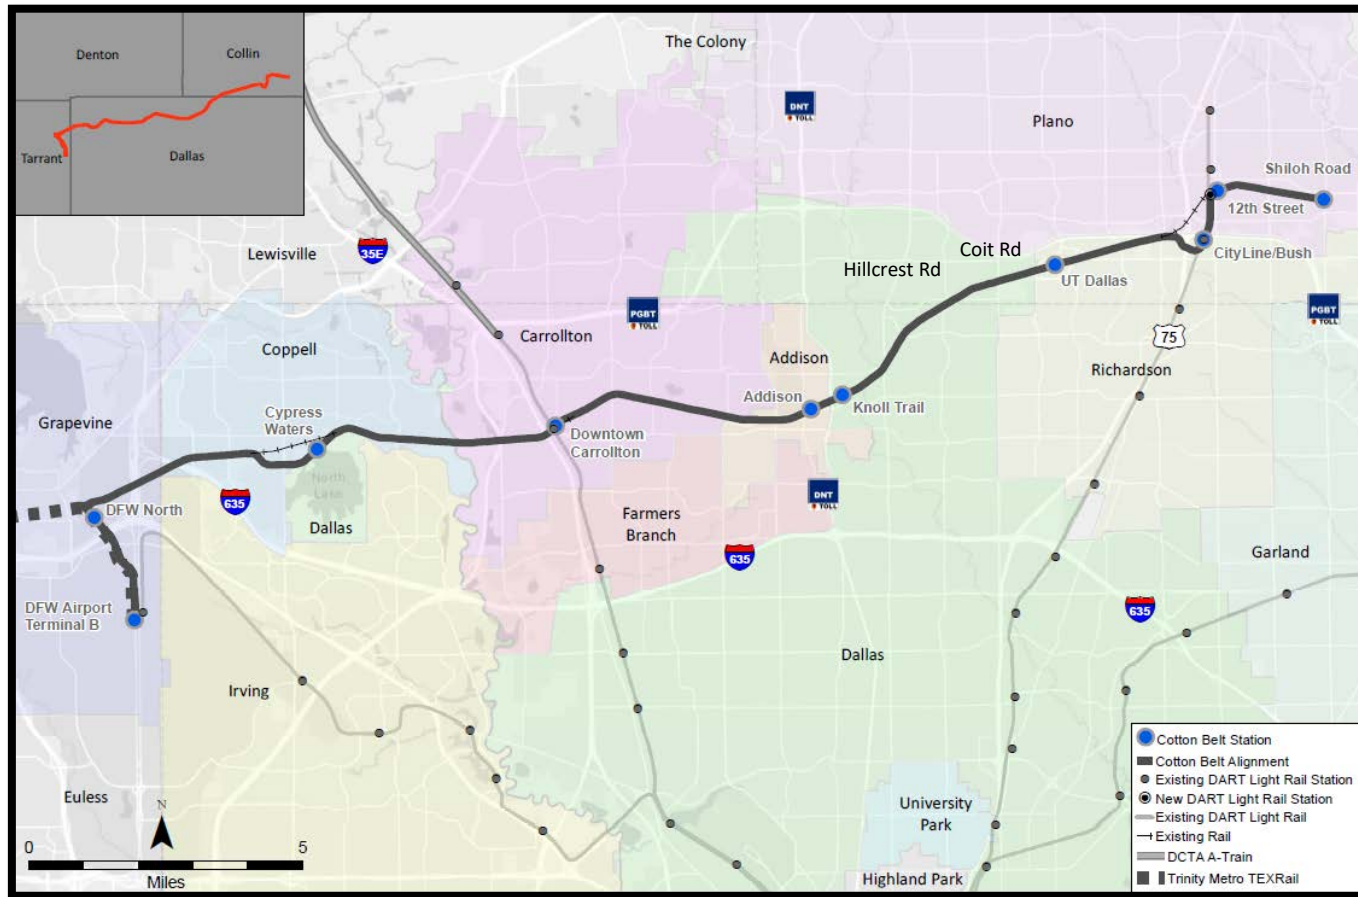 Denton
Collin
Tarrant
Dallas
The Colony
DNT
TOLL
Plano
Shiloh Road
12th Street
Lewisville
35E
Coit Rd
Hillcrest Rd
CityLine/Bush
UT Dallas
PGBT
TOLL
PGBT
TOLL
Coppell
Carrollton
Addison
75
Richardson
Grapevine
Cypress
Waters
Addison
Knoll Trail
Downtown
Carrollton
North
Lake
635
DNT
TOLL
DFW North
Dallas
Farmers
Branch
635
Garland
DFW Airport
Terminal B
635
Irving
Dallas
Euless
University
Park
Highland Park
N
0
5
Miles
Cotton Belt Station
Cotton Belt Alignment
Existing DART Light Rail Station
New DART Light Rail Station
Existing DART Light Rail
Existing Rail
DCTA A-Train
Trinity Metro TEXRail